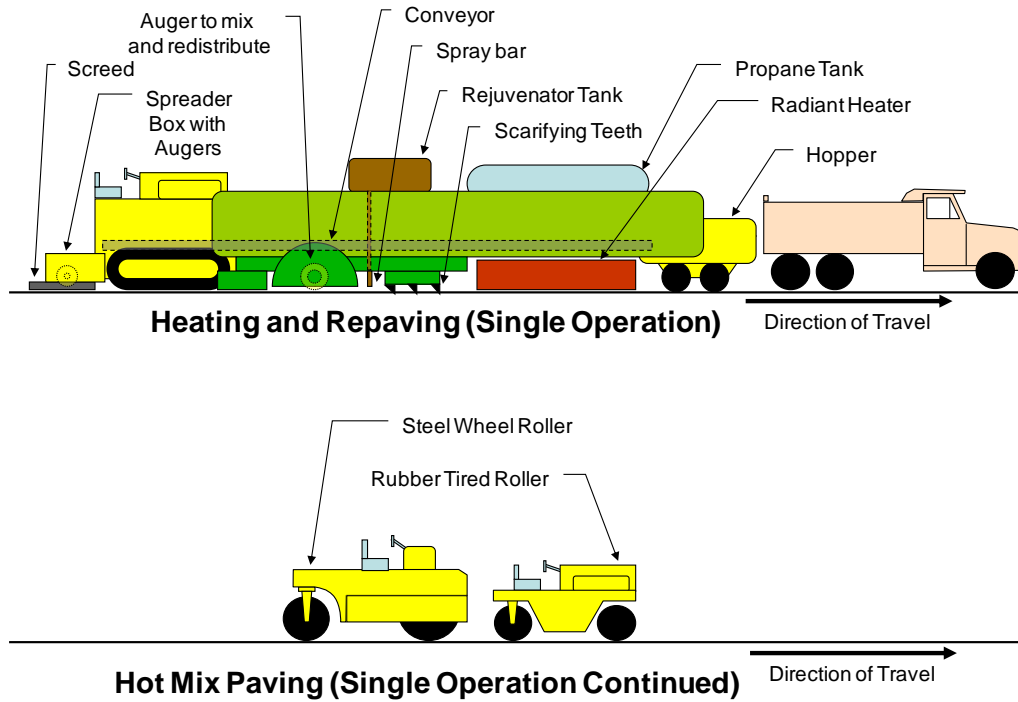 Auger to mix
and redistribute
Conveyor
Spray bar
Screed
Spreader
Box with
Augers
Rejuvenator Tank
Scarifying Teeth
Propane Tank
Radiant Heater
Hopper
Heating and Repaving (Single Operation)
Direction of Travel
Steel Wheel Roller
Rubber Tired Roller
Hot Mix Paving (Single Operation Continued)
Direction of Travel